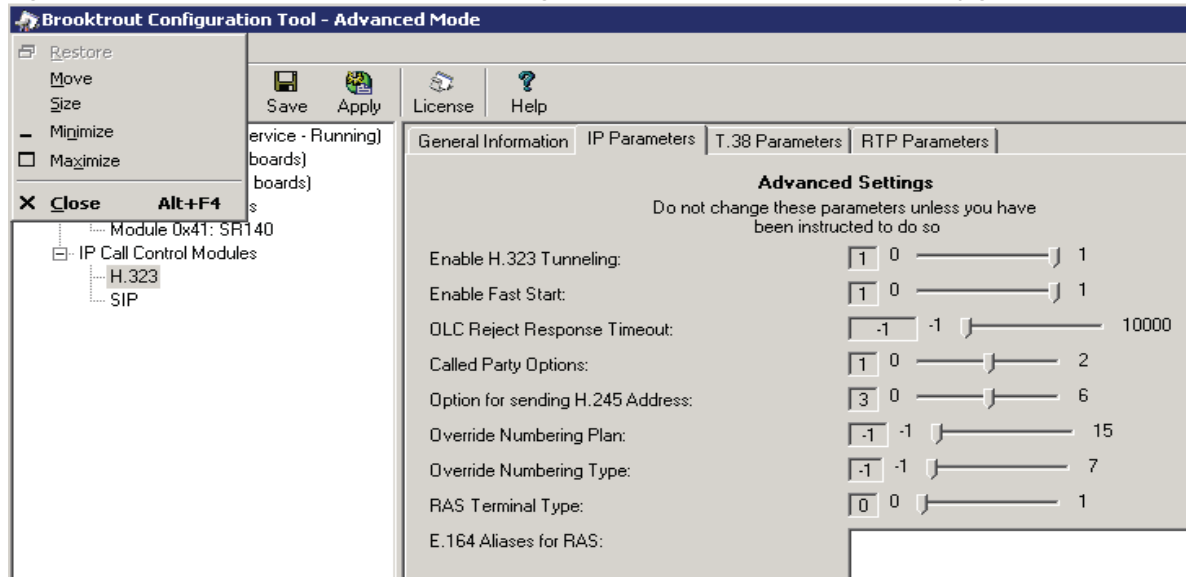 Brooktrout Configuration Tool - Advanced Mode
Restore
Move
Size
Minimize
Maximize
Close Alt+F4
Save Apply License Help
ervice - Running)
boards)
boards)
s
Module 0x41: SR140
IP Call Control Modules
H.323
SIP
General Information IP Parameters T.38 Parameters RTP Parameters
Advanced Settings
Do not change these parameters unless you have
been instructed to do so
Enable H.323 Tunneling: 1 0 1
Enable Fast Start: 1 0 1
OLC Reject Response Timeout: -1 -1 10000
Called Party Options: 1 0 2
Option for sending H.245 Address: 3 0 6
Override Numbering Plan: -1 -1 15
Override Numbering Type: -1 -1 7
RAS Terminal Type: 0 0 1
E.164 Aliases for RAS: